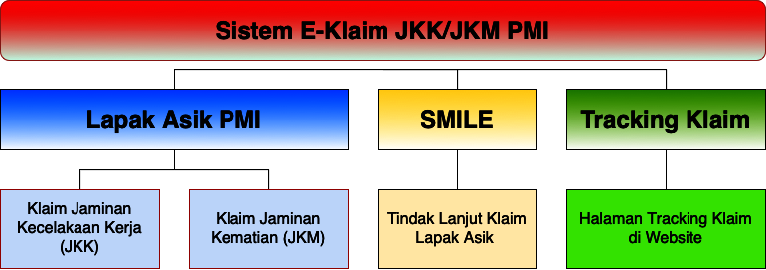 Sistem E-Klaim JKK/JKM PMI
Lapak Asik PMI
SMILE
Tracking Klaim
Klaim Jaminan
Kecelakaan Kerja
(JKK)
Klaim Jaminan
Kematian (JKM)
Tindak Lanjut Klaim
Lapak Asik
Halaman Tracking Klaim
di Website